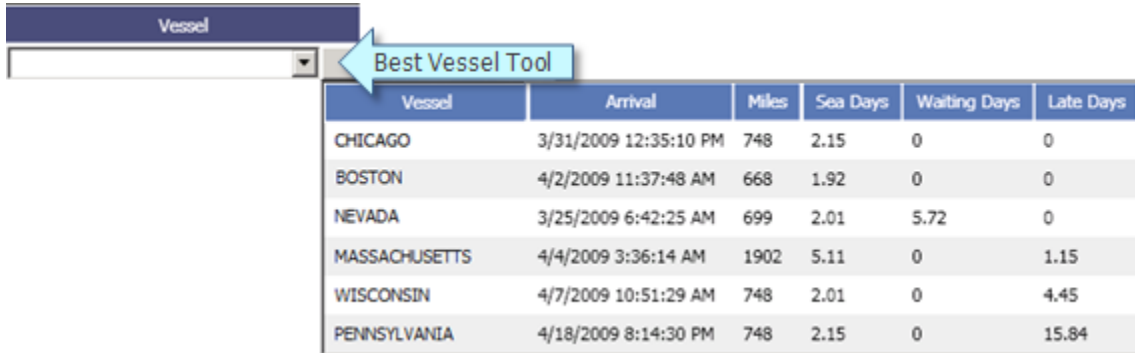 Vessel
Best Vessel Tool
Vessel Arrival Miles Sea Days Waiting Days Late Days
CHICAGO 3/31/2009 12:35:10 PM 748 2.15 0 0
BOSTON 4/2/2009 11:37:48 AM 668 1.92 0 0
NEVADA 3/25/2009 6:42:25 AM 699 2.01 5.72 0
MASSACHUSETTS 4/4/2009 3:36:14 AM 1902 5.11 0 1.15
WISCONSIN 4/7/2009 10:51:29 AM 748 2.01 0 4.45
PENNSYLVANIA 4/18/2009 8:14:30 PM 748 2.15 0 15.84